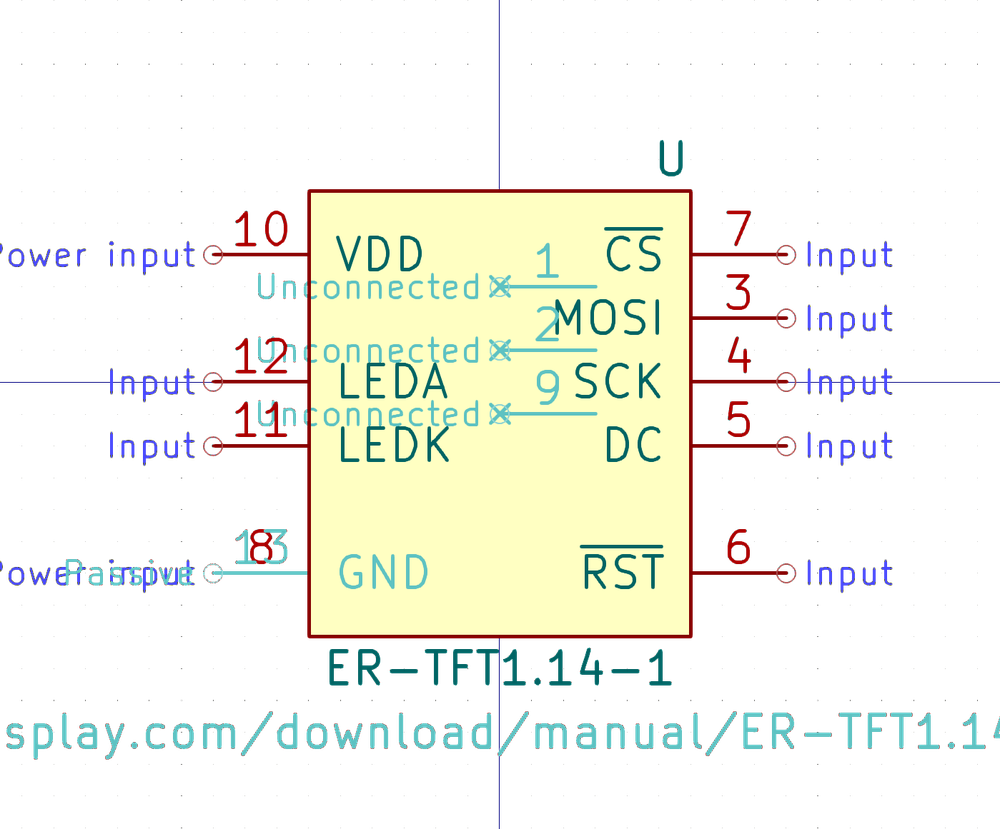 U
10
7
Power input
VDD
CS
Input
1
Unconnected
3
MOSI
Input
2
Unconnected
12
4
Input
LEDA
SCK
Input
9
Unconnected
11
5
Input
LEDK
DC
Input
8
13
6
Power input
Passive
GND
RST
Input
ER-TFT1.14-1
splay.com/download/manual/ER-TFT1.14